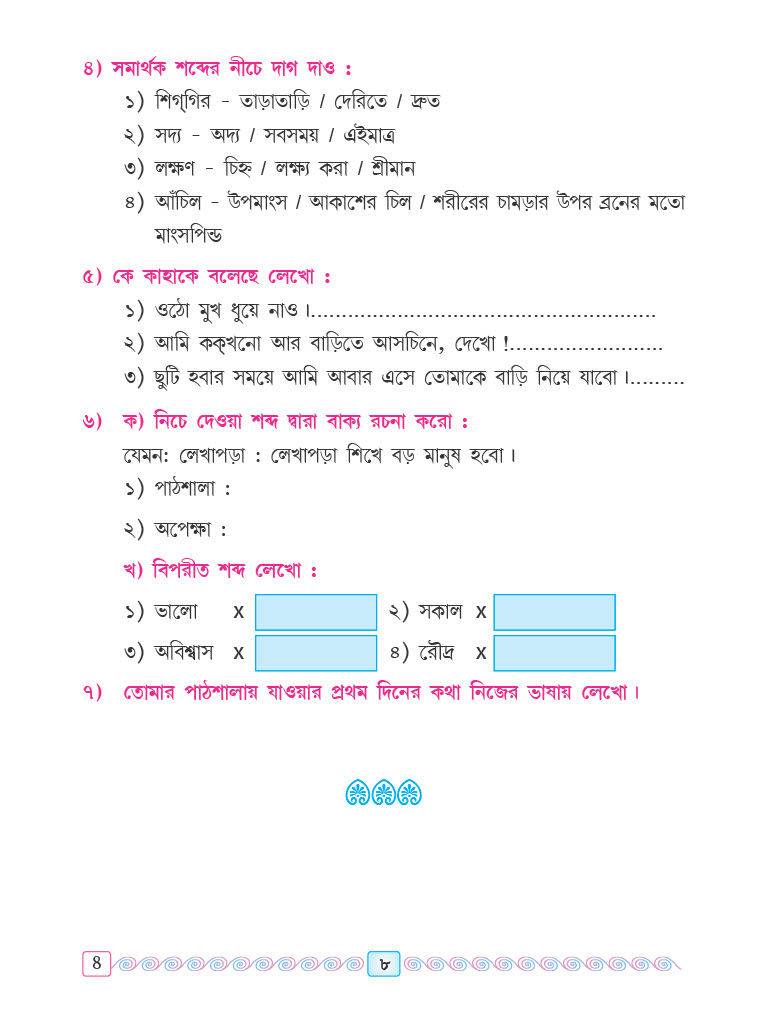 ৪) সমার্থক শব্দের নীচে দাগ দাও :
১) শিগ্‌গির - তাড়াতাড়ি / দেরিতে / দ্রুত
২) সদ্য - অদ্য / সবসময় / এইমাত্র
৩) লক্ষণ - চিহ্ন / লক্ষ্য করা / শ্রীমান
৪) আঁচিল - উপমাংস / আকাশের চিল / শরীরের চামড়ার উপর ব্রনের মতো
মাংসপিন্ড
৫) কে কাহাকে বলেছে লেখো :
১) ওঠো মুখ ধুয়ে নাও।........................................................
২) আমি কক্‌খনো আর বাড়িতে আসচিনে, দেখো !.........................
৩) ছুটি হবার সময়ে আমি আবার এসে তোমাকে বাড়ি নিয়ে যাবো।.........
৬) ক) নিচে দেওয়া শব্দ দ্বারা বাক্য রচনা করো :
যেমন: লেখাপড়া : লেখাপড়া শিখে বড় মানুষ হবো।
১) পাঠশালা :
২) অপেক্ষা :
খ) বিপরীত শব্দ লেখো :
১) ভালো x ২) সকাল x
৩) অবিশ্বাস x ৪) রৌদ্র x
৭) তোমার পাঠশালায় যাওয়ার প্রথম দিনের কথা নিজের ভাষায় লেখো।
8 ৮